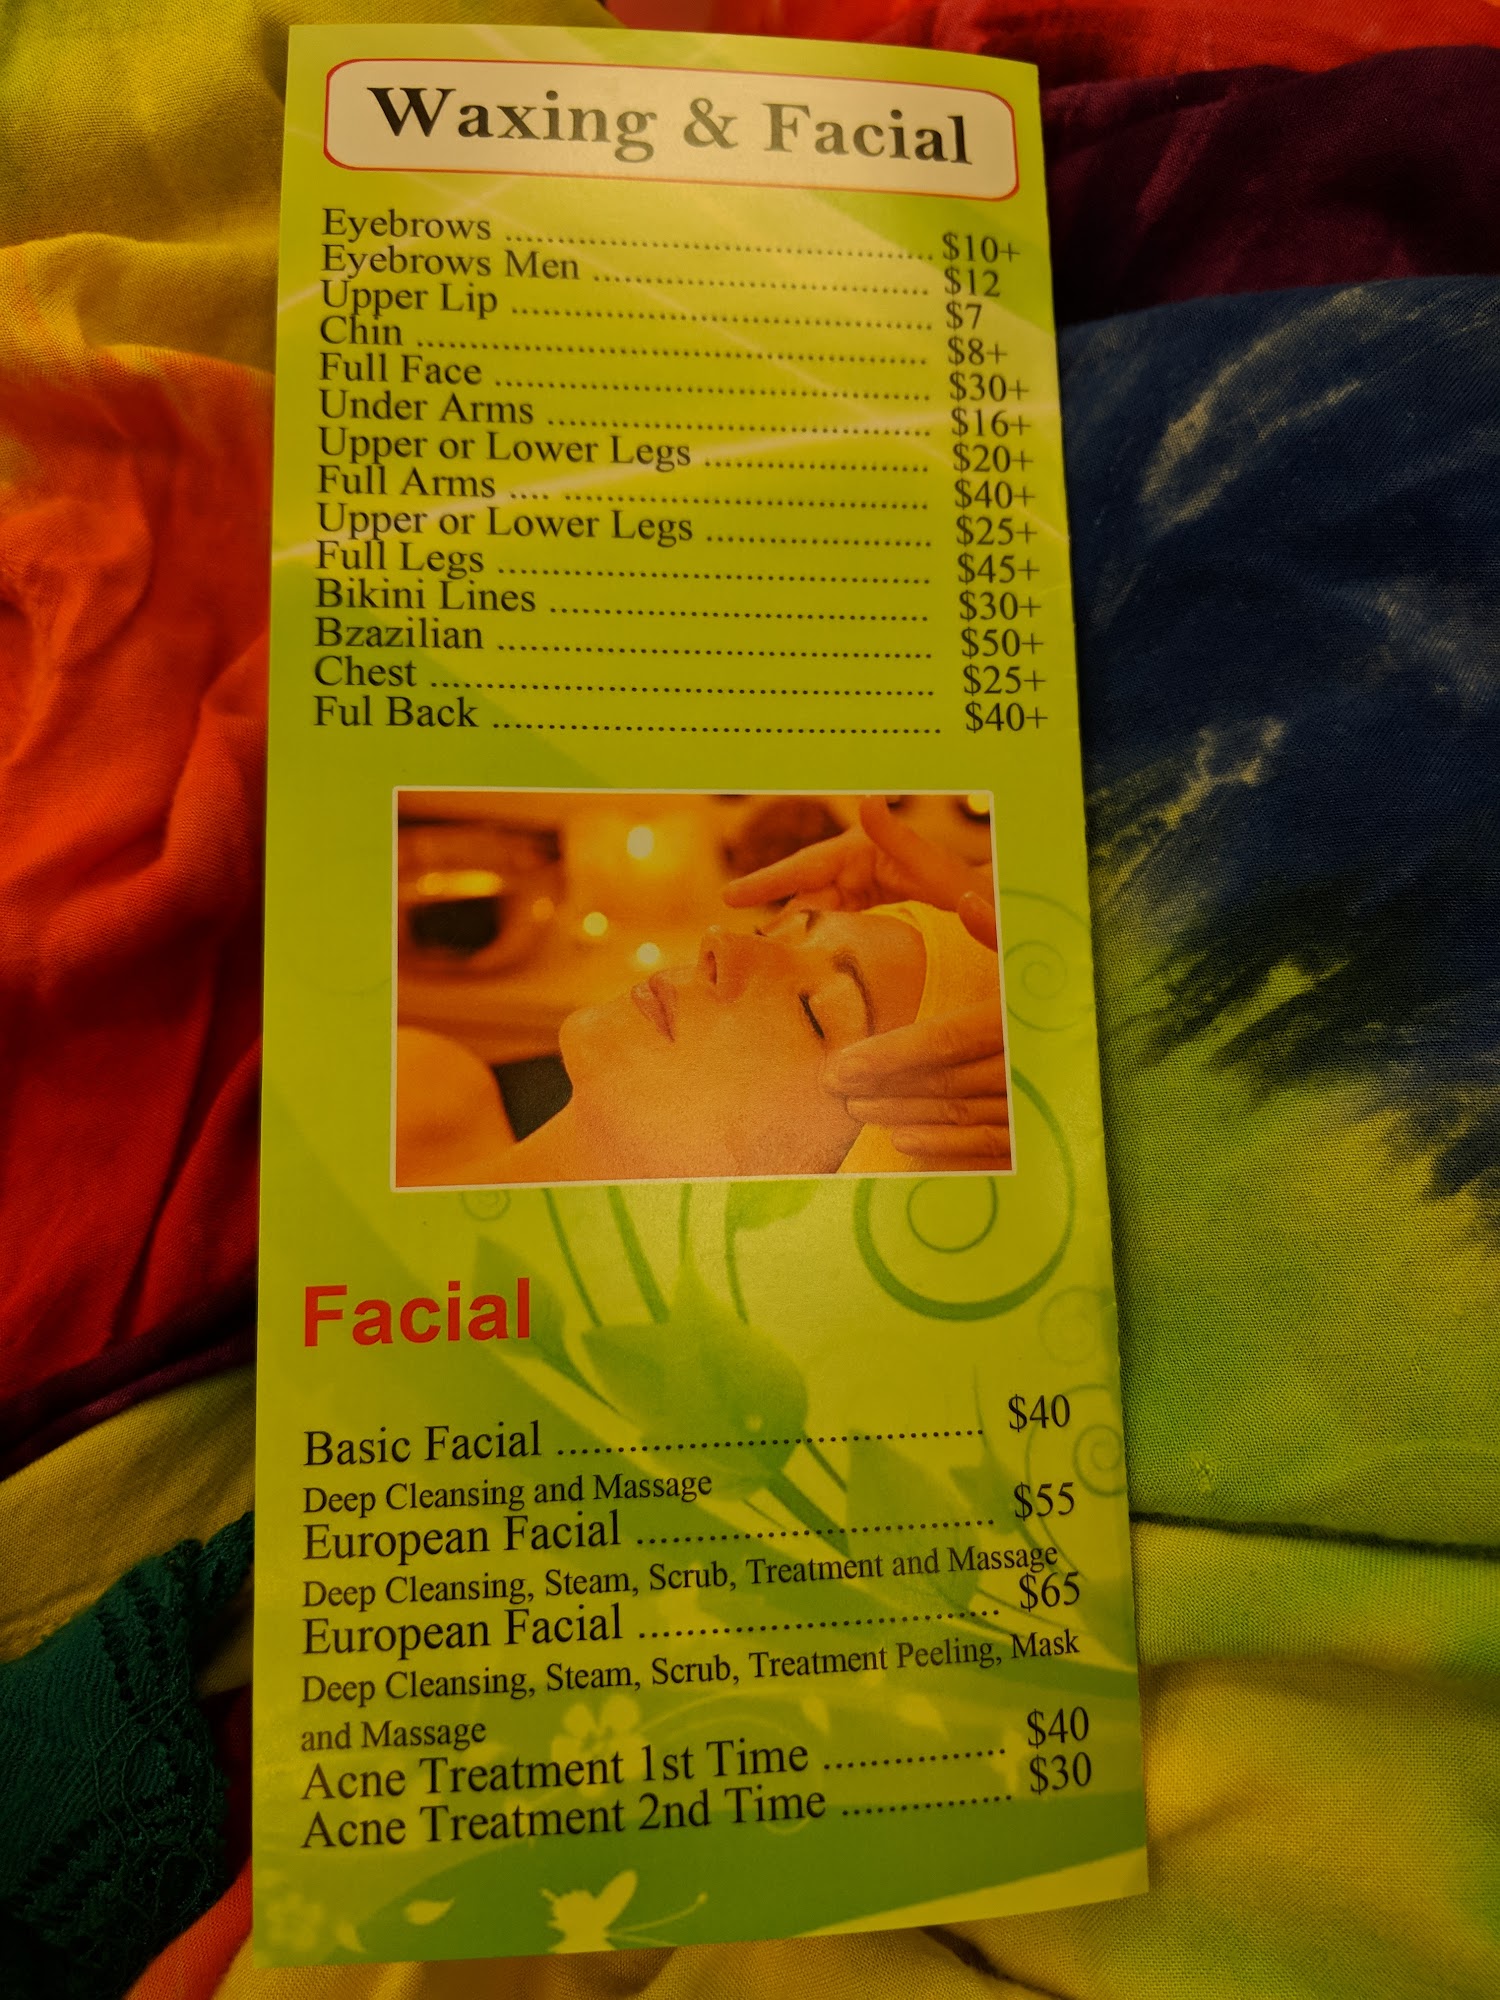 Waxing & Facial
Eyebrows ........................................ $10+
Eyebrows Men ................................ $12
Upper Lip ........................................ $7
Chin ................................................ $8+
Full Face ......................................... $30+
Under Arms .................................... $16+
Upper or Lower Legs ..................... $20+
Full Arms .... ................................... $40+
Upper or Lower Legs ..................... $25+
Full Legs ......................................... $45+
Bikini Lines .................................... $30+
Bzazilian ......................................... $50+
Chest ............................................... $25+
Ful Back .......................................... $40+
Facial
Basic Facial ................................... $40
Deep Cleansing and Massage
European Facial ............................. $55
Deep Cleansing, Steam, Scrub, Treatment and Massage
European Facial ............................. $65
Deep Cleansing, Steam, Scrub, Treatment Peeling, Mask
and Massage
Acne Treatment 1st Time ............... $40
Acne Treatment 2nd Time .............. $30